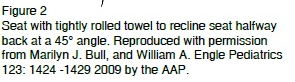 Figure 2
Seat with tightly rolled towel to recline seat halfway
back at a 45° angle. Reproduced with permission
from Marilyn J. Bull, and William A. Engle Pediatrics
123: 1424 -1429 2009 by the AAP.